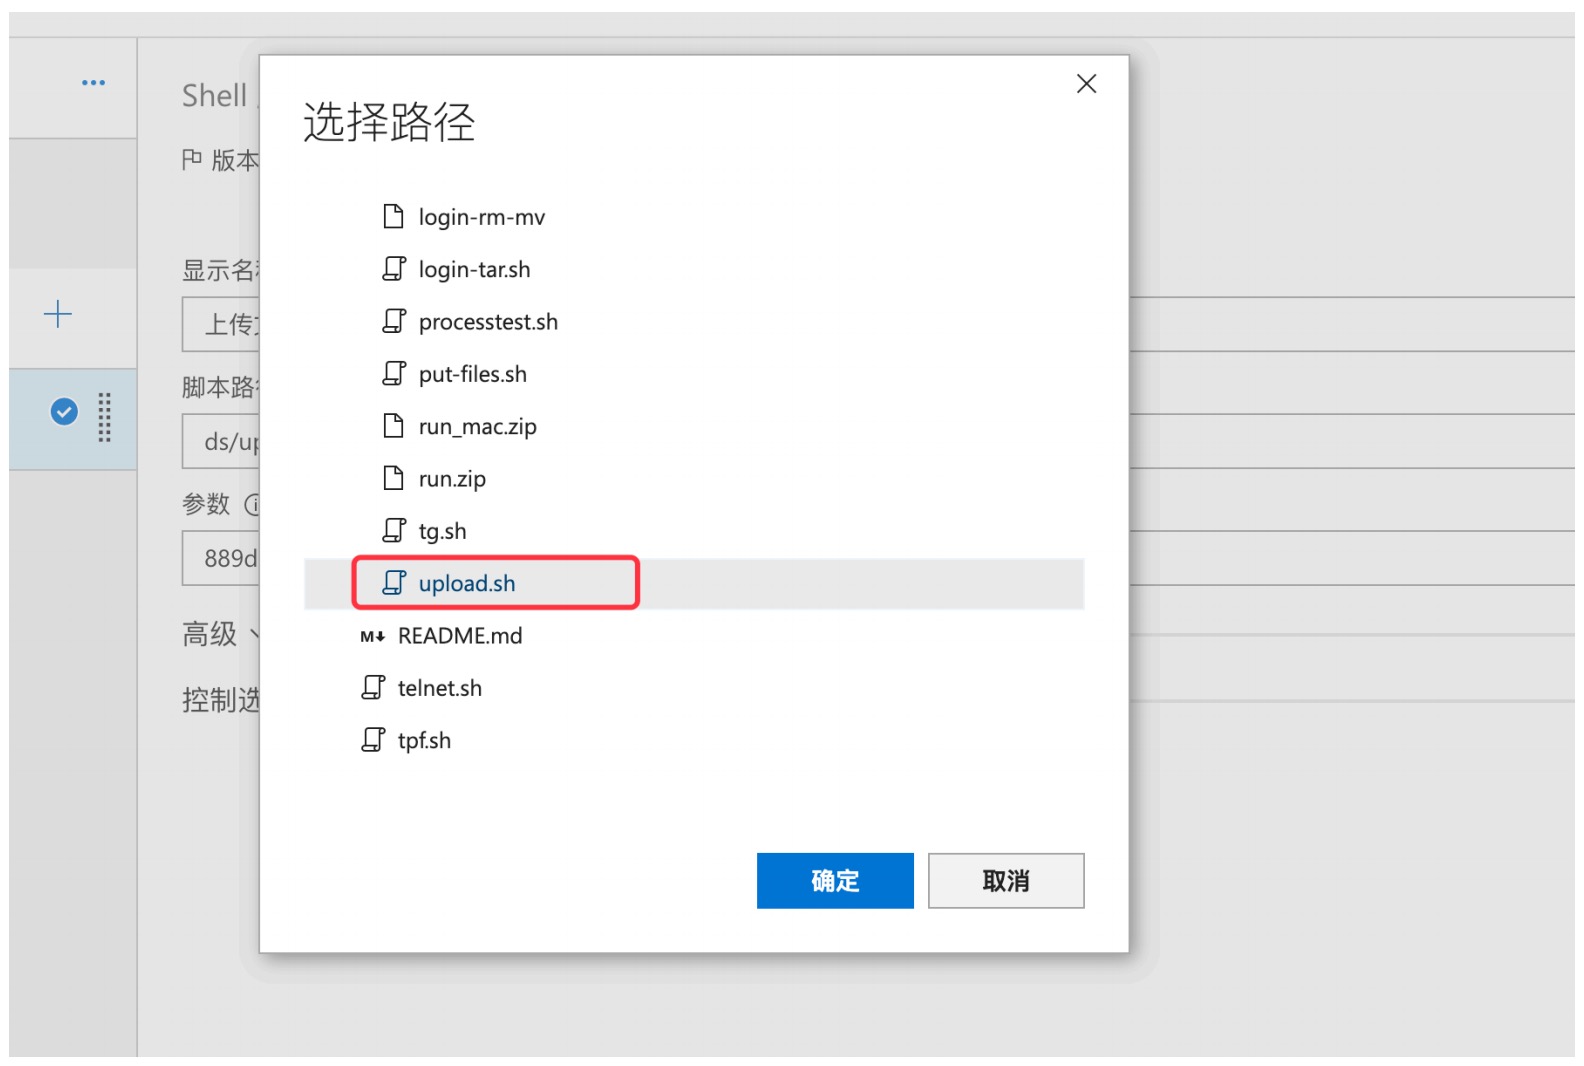 Shell
选择路径
版本
login-rm-mv
login-tar.sh
显示名
上传
processtest.sh
put-files.sh
脚本路
ds/up
run_mac.zip
run.zip
参数
889d
tg.sh
upload.sh
高级
M↓ README.md
控制选
telnet.sh
tpf.sh
确定
取消